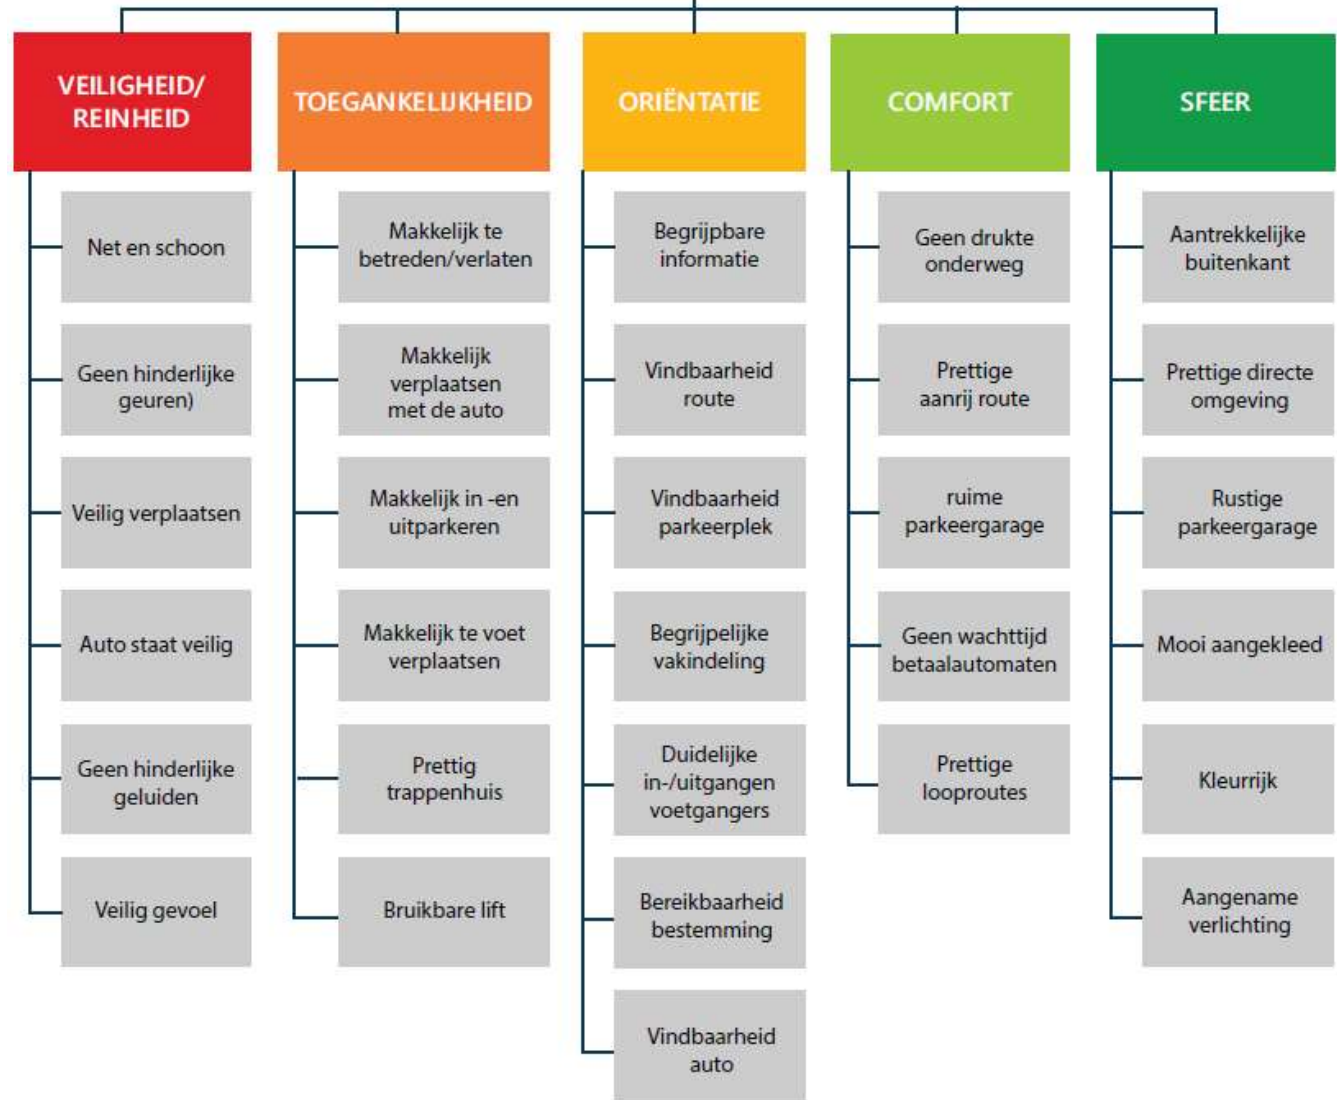 VEILIGHEID/
REINHEID
Net en schoon
Geen hinderlijke
geuren)
Veilig verplaatsen
Auto staat veilig
Geen hinderlijke
geluiden
Veilig gevoel
TOEGANKELIJKHEID
Makkelijk te
betreden/verlaten
Makkelijk
verplaatsen
met de auto
Makkelijk in -en
uitparkeren
Makkelijk te voet
verplaatsen
Prettig
trappenhuis
Bruikbare lift
ORIËNTATIE
Begrijpbare
informatie
Vindbaarheid
route
Vindbaarheid
parkeerplek
Begrijpelijke
vakindeling
Duidelijke
in-/uitgangen
voetgangers
Bereikbaarheid
bestemming
Vindbaarheid
auto
COMFORT
Geen drukte
onderweg
Prettige
aanrij route
ruime
parkeergarage
Geen wachttijd
betaalautomaten
Prettige
looproutes
SFEER
Aantrekkelijke
buitenkant
Prettige directe
omgeving
Rustige
parkeergarage
Mooi aangekleed
Kleurrijk
Aangename
verlichting